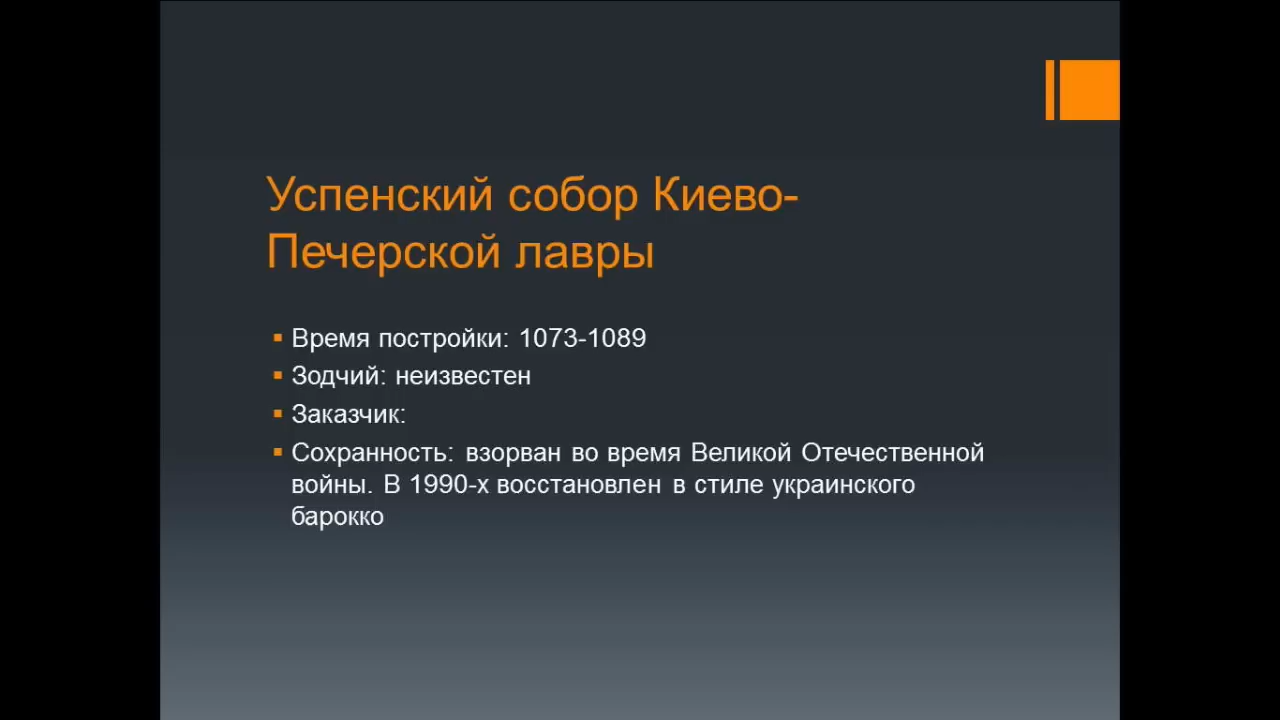 Успенский собор Киево-
Печерской лавры
Время постройки: 1073-1089
Зодчий: неизвестен
Заказчик:
Сохранность: взорван во время Великой Отечественной
войны. В 1990-х восстановлен в стиле украинского
барокко